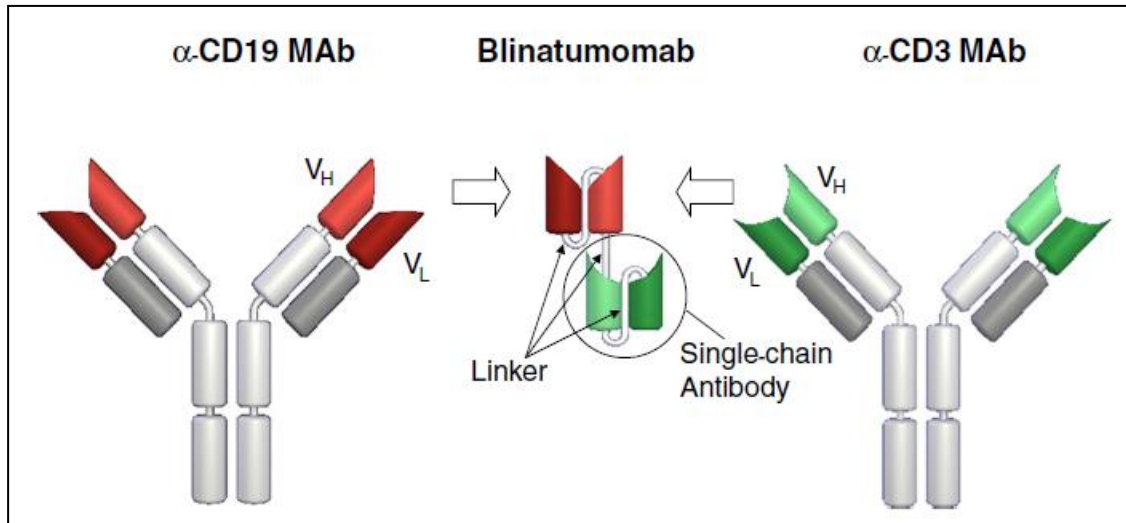 α-CD19 MAb
Blinatumomab
α-CD3 MAb
VH
VL
VH
VL
Linker
Single-chain
Antibody